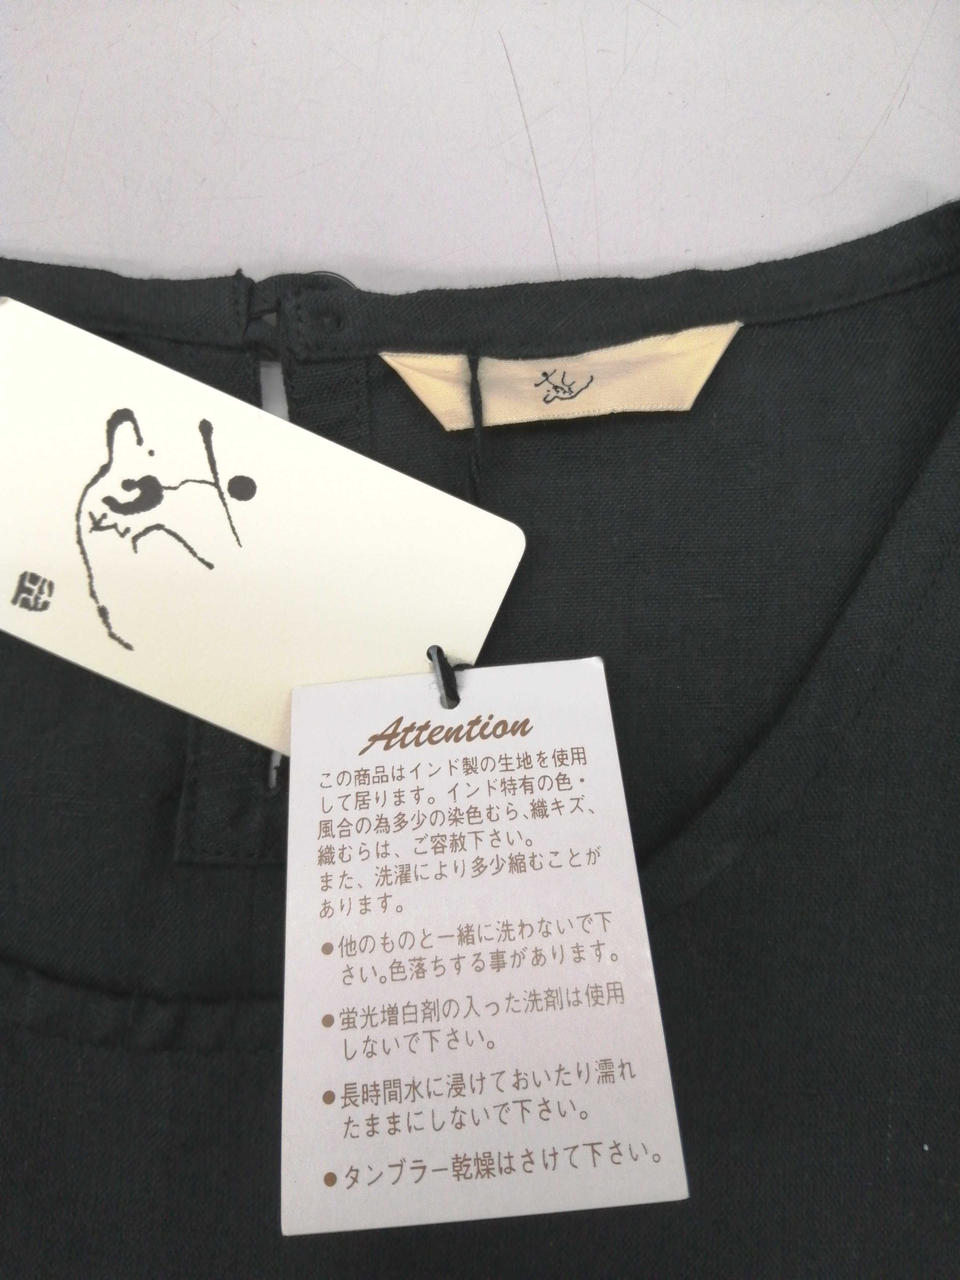 Attention
この商品はインド製の生地を使用
して居ります。インド特有の色・
風合の為多少の染色むら、織キズ、
織むらは、ご容赦下さい。
また、洗濯により多少縮むことが
あります。
●他のものと一緒に洗わないで下
さい。色落ちする事があります。
●蛍光増白剤の入った洗剤は使用
しないで下さい。
●長時間水に浸けておいたり濡れ
たままにしないで下さい。
●タンブラー乾燥はさけて下さい。